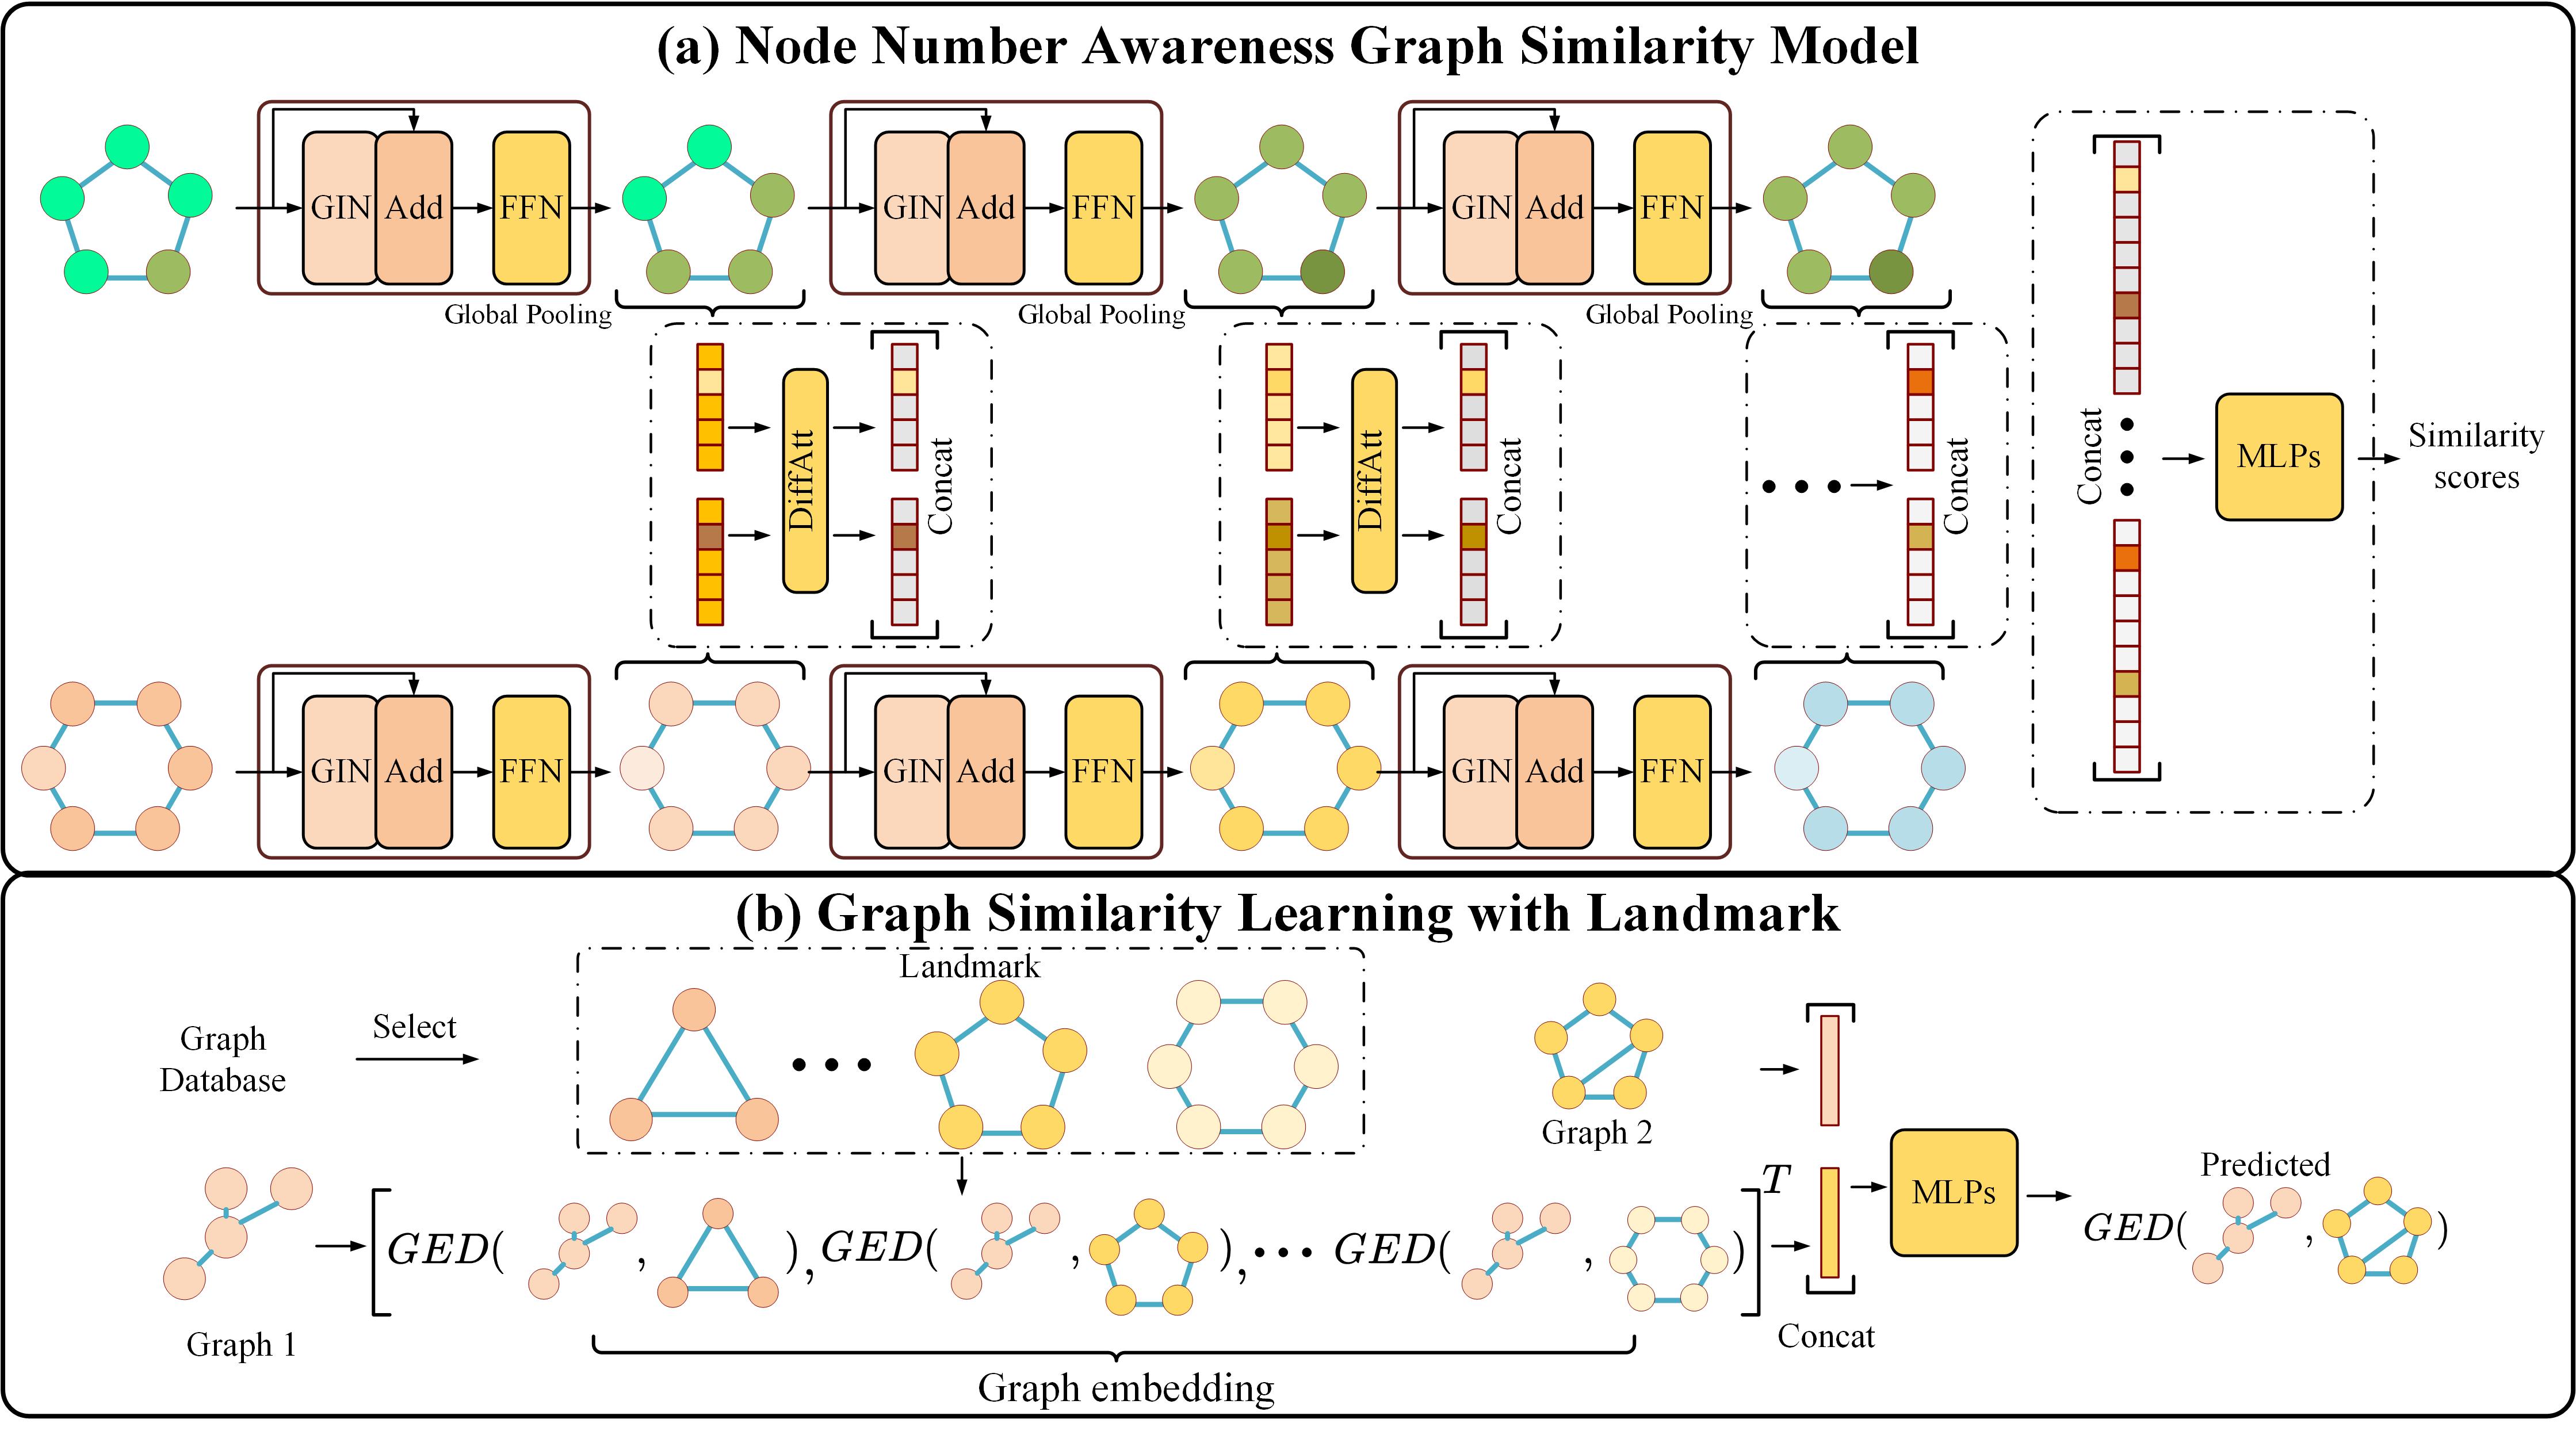 (a) Node Number Awareness Graph Similarity Model
GIN Add FFN
GIN Add FFN
GIN Add FFN
Global Pooling
Global Pooling
Global Pooling
DiffAtt
Concat
DiffAtt
Concat
Concat
Concat
MLPs
Similarity
scores
GIN Add FFN
GIN Add FFN
GIN Add FFN
(b) Graph Similarity Learning with Landmark
Landmark
Graph
Database
Select
Graph 2
Graph 1
GED( , ), GED( , ), ··· GED( , )
T
Concat
MLPs
Predicted
GED( , )
Graph embedding